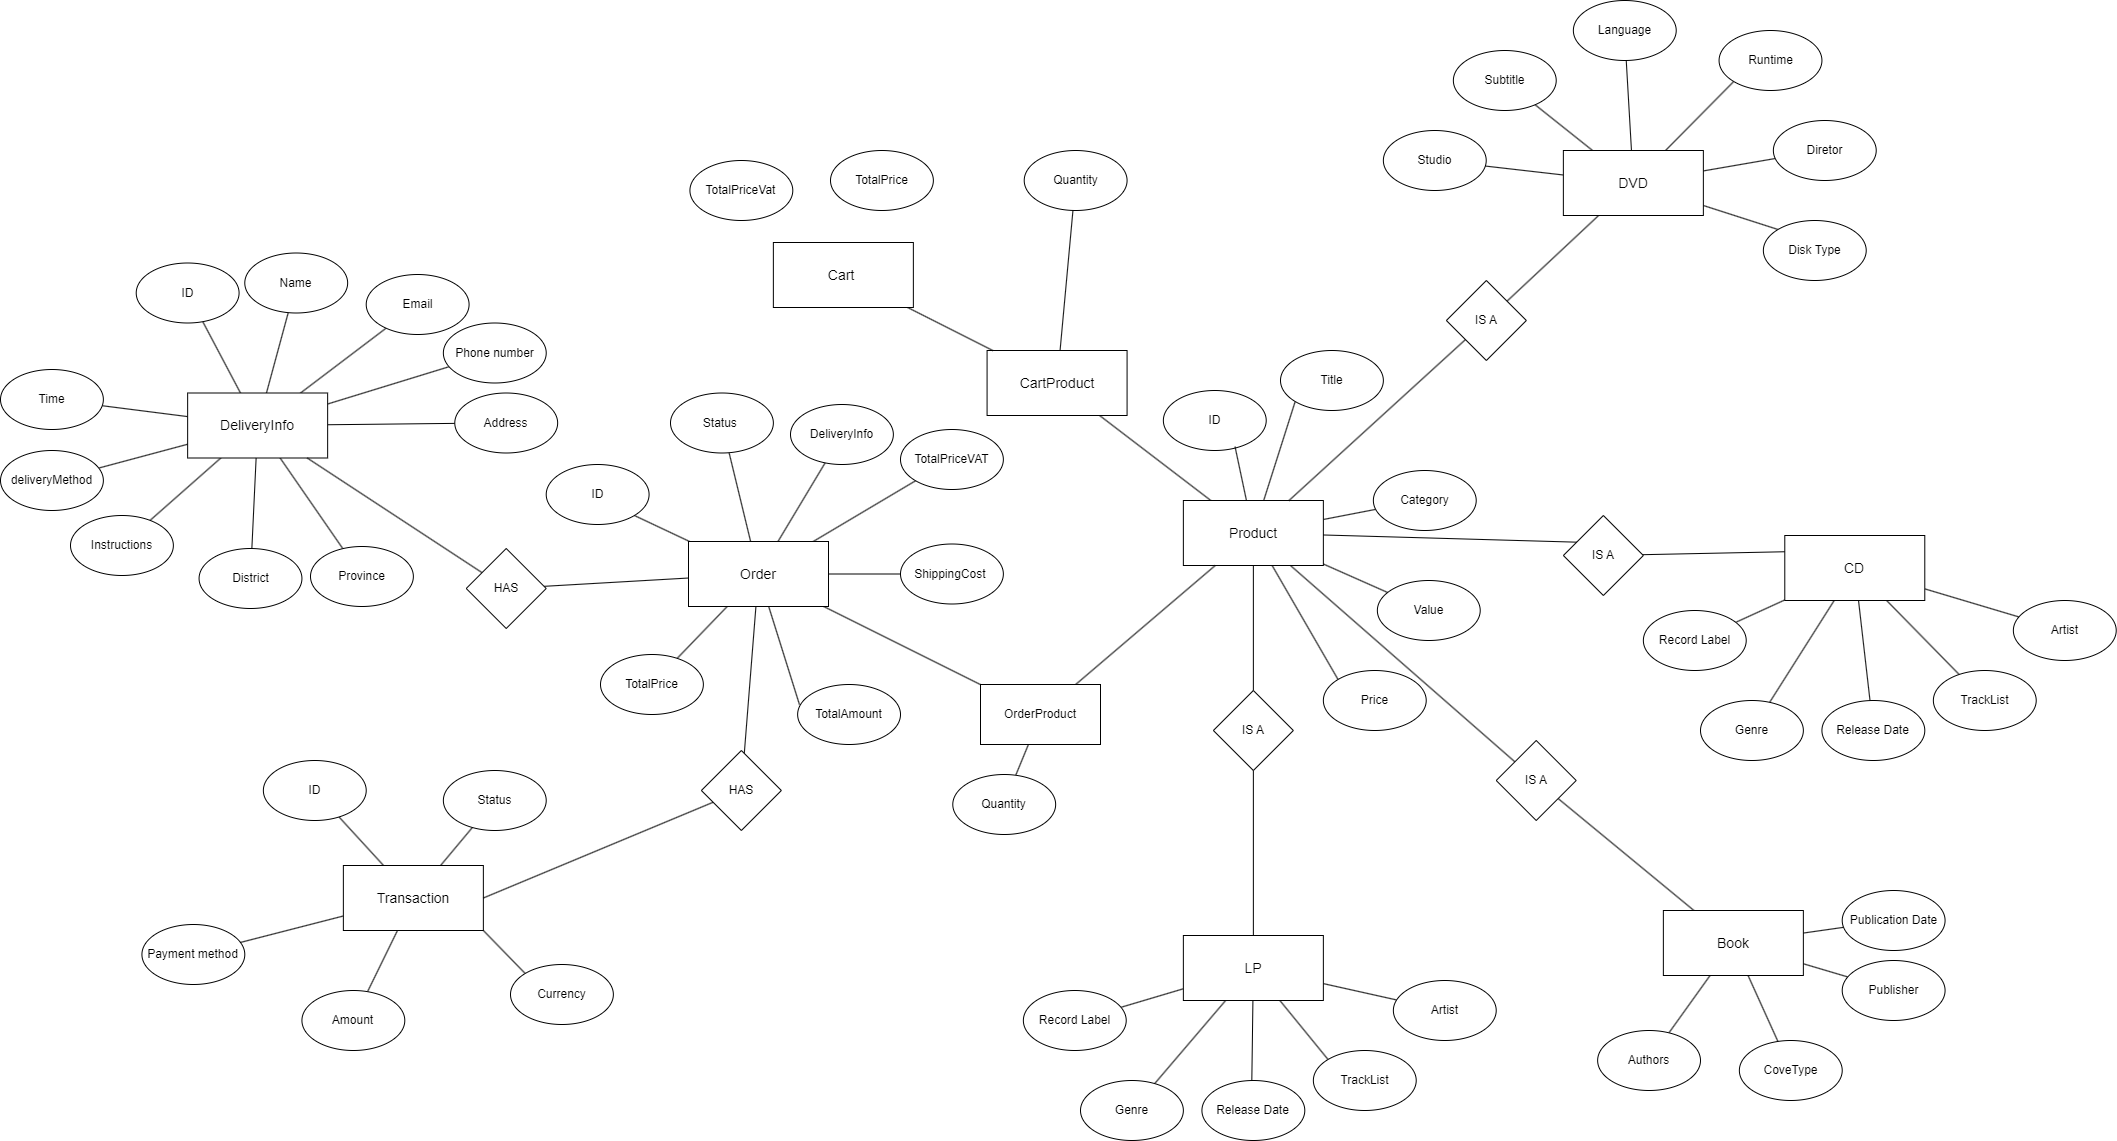 Language
Runtime
Subtitle
Studio
Diretor
DVD
Disk Type
TotalPriceVat
TotalPrice
Quantity
Cart
ID
Name
Email
Phone number
Time
DeliveryInfo
Address
deliveryMethod
Instructions
District
Province
HAS
IS A
CartProduct
Title
ID
Status
DeliveryInfo
TotalPriceVAT
ID
Category
Product
Order
ShippingCost
IS A
CD
Value
Record Label
Artist
TotalPrice
TotalAmount
OrderProduct
Price
IS A
Genre
Release Date
TrackList
ID
Status
HAS
Quantity
IS A
Transaction
Payment method
Amount
Currency
LP
Record Label
Artist
Genre
Release Date
TrackList
Book
Publication Date
Publisher
Authors
CoveType